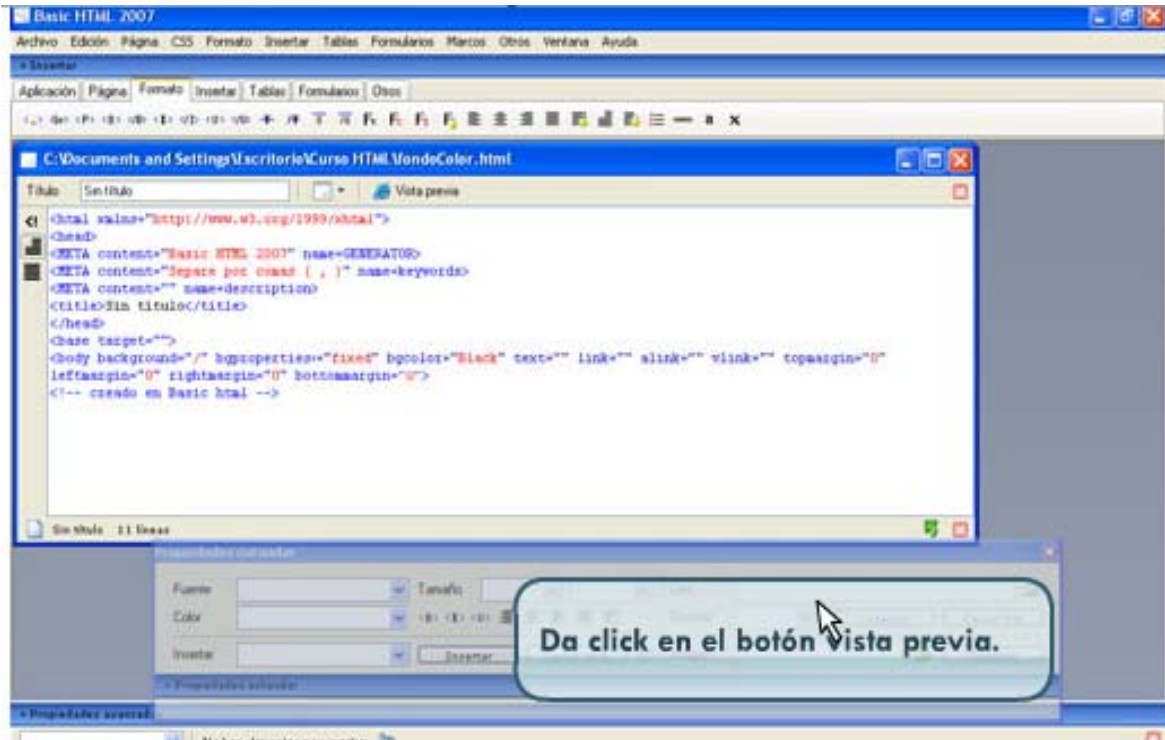 Basic HTML 2007
Archivo Edición Página CSS Formato Insertar Tablas Formularios Marcos Otros Ventana Ayuda
Insertar
Aplicación Página Formato Insertar Tablas Formularios Otros
C:\Documents and Settings\Escritorio\Curso HTML\fondoColor.html
Título Sin título Vista previa
<html xmlns="http://www.w3.org/1999/xhtml">
<head>
<META content="Basic HTML 2007" name=GENERATOR>
<META content="Separe por comas ( , )" name=keywords>
<META content="" name=description>
<title>Sin titulo</title>
</head>
<base target="">
<body background="/" bgproperties="fixed" bgcolor="Black" text="" link="" alink="" vlink="" topmargin="0"
leftmargin="0" rightmargin="0" bottommargin="0">
<!-- creado en Basic html -->
Sin título 11 líneas
Propiedades estandar
Fuente Tamaño
Color
Insertar Insertar
Da click en el botón Vista previa.
+ Propiedades estandar